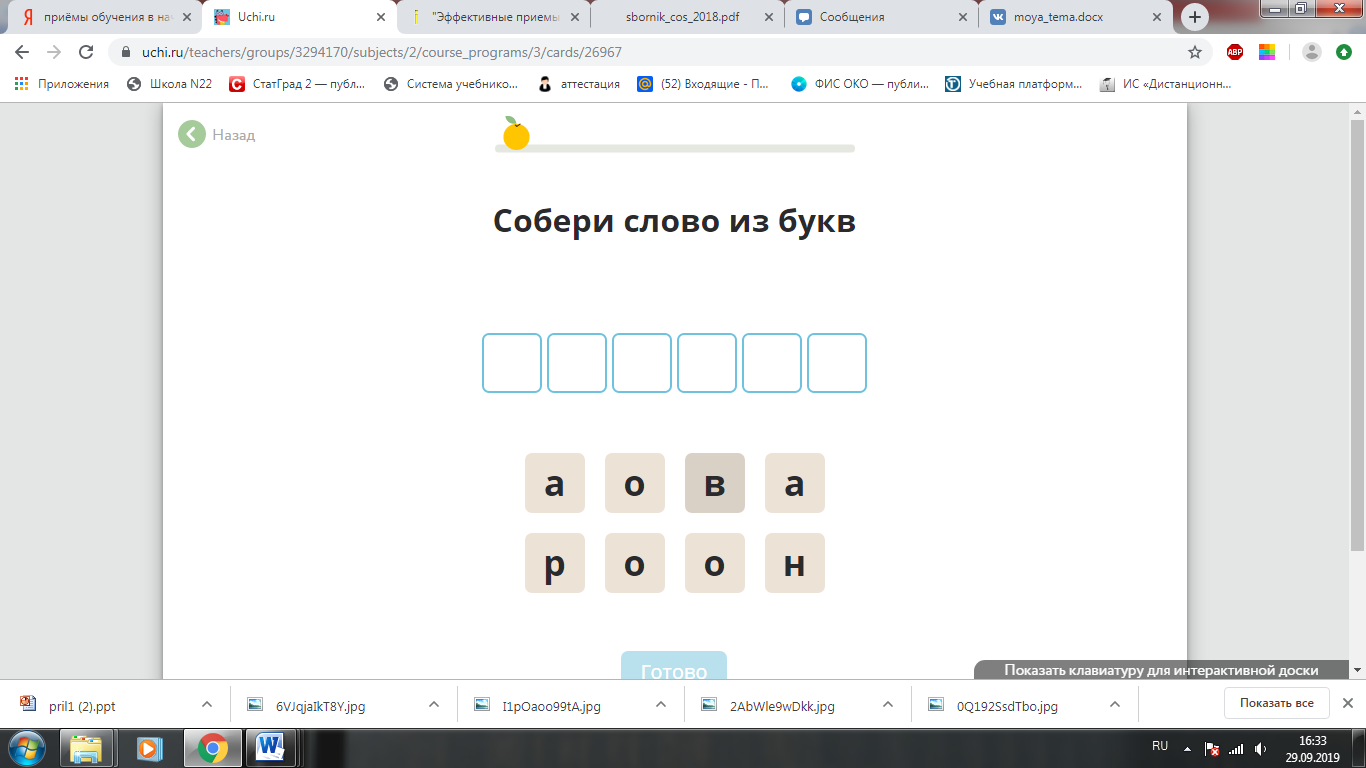 приёмы обучения в нач
Uchi.ru
"Эффективные приемы
sbornik_cos_2018.pdf
Сообщения
moya_tema.docx
uchi.ru/teachers/groups/3294170/subjects/2/course_programs/3/cards/26967
ABP
Приложения
Школа N22
СтатГрад 2 — публ...
Система учебнико...
аттестация
(52) Входящие - П...
ФИС ОКО — публи...
Учебная платформ...
ИС «Дистанционн...
Назад
Собери слово из букв
а о в а
р о о н
Готово
Показать клавиатуру для интерактивной доски
pril1 (2).ppt
6VJqjaIkT8Y.jpg
I1pOaoo99tA.jpg
2AbWle9wDkk.jpg
0Q192SsdTbo.jpg
Показать все
RU
16:33
29.09.2019